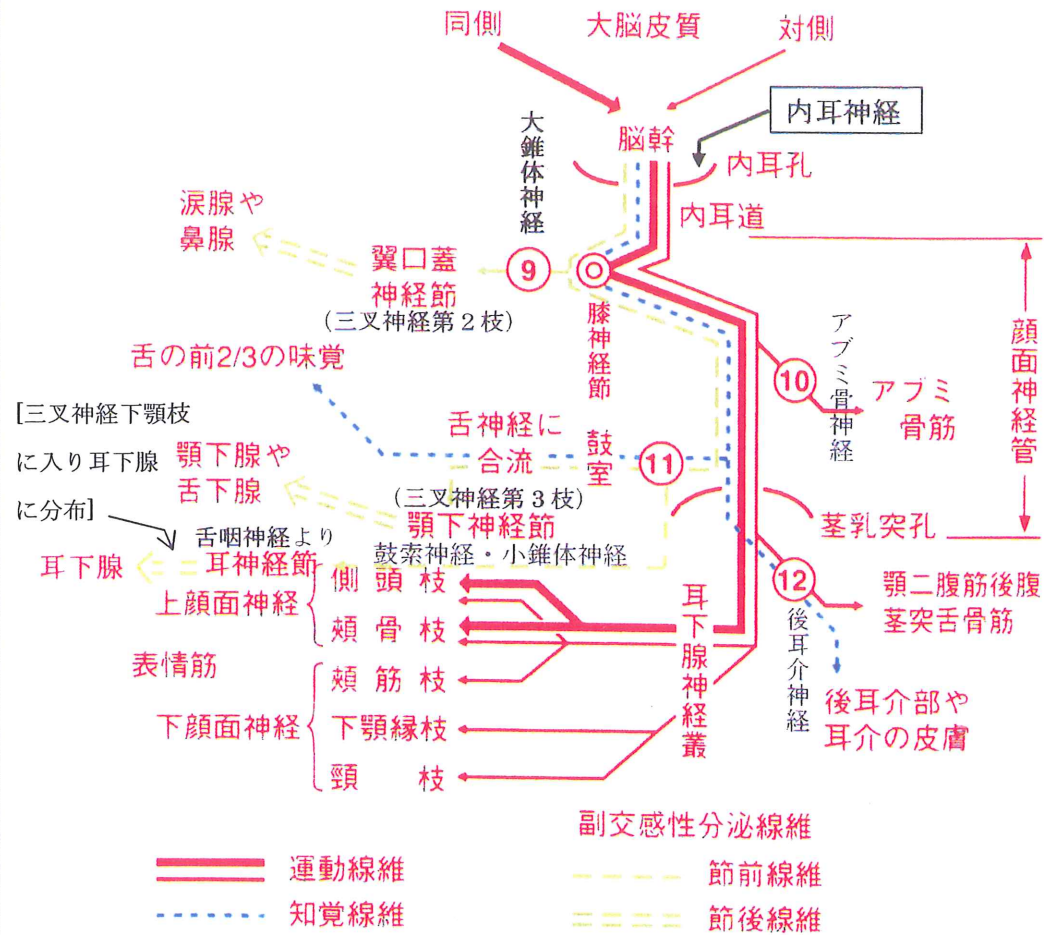 同側
大脳皮質
対側
内耳神経
脳幹
大錐体神経
内耳孔
内耳道
涙腺や
鼻腺
翼口蓋
神経節
9
(三叉神経第2枝)
膝神経節
顔面神経管
アブミ骨神経
10
アブミ
骨筋
舌の前2/3の味覚
[三叉神経下顎枝
に入り耳下腺
に分布]
舌神経に
合流
鼓室
11
顎下腺や
舌下腺
(三叉神経第3枝)
顎下神経節
茎乳突孔
舌咽神経より
鼓索神経・小錐体神経
耳下腺
耳神経節
12
顎二腹筋後腹
茎突舌骨筋
後耳介神経
後耳介部や
耳介の皮膚
耳下腺神経叢
上顔面神経
側頭枝
頰骨枝
表情筋
頰筋枝
下顔面神経
下顎縁枝
頸枝
副交感性分泌線維
運動線維
節前線維
知覚線維
節後線維